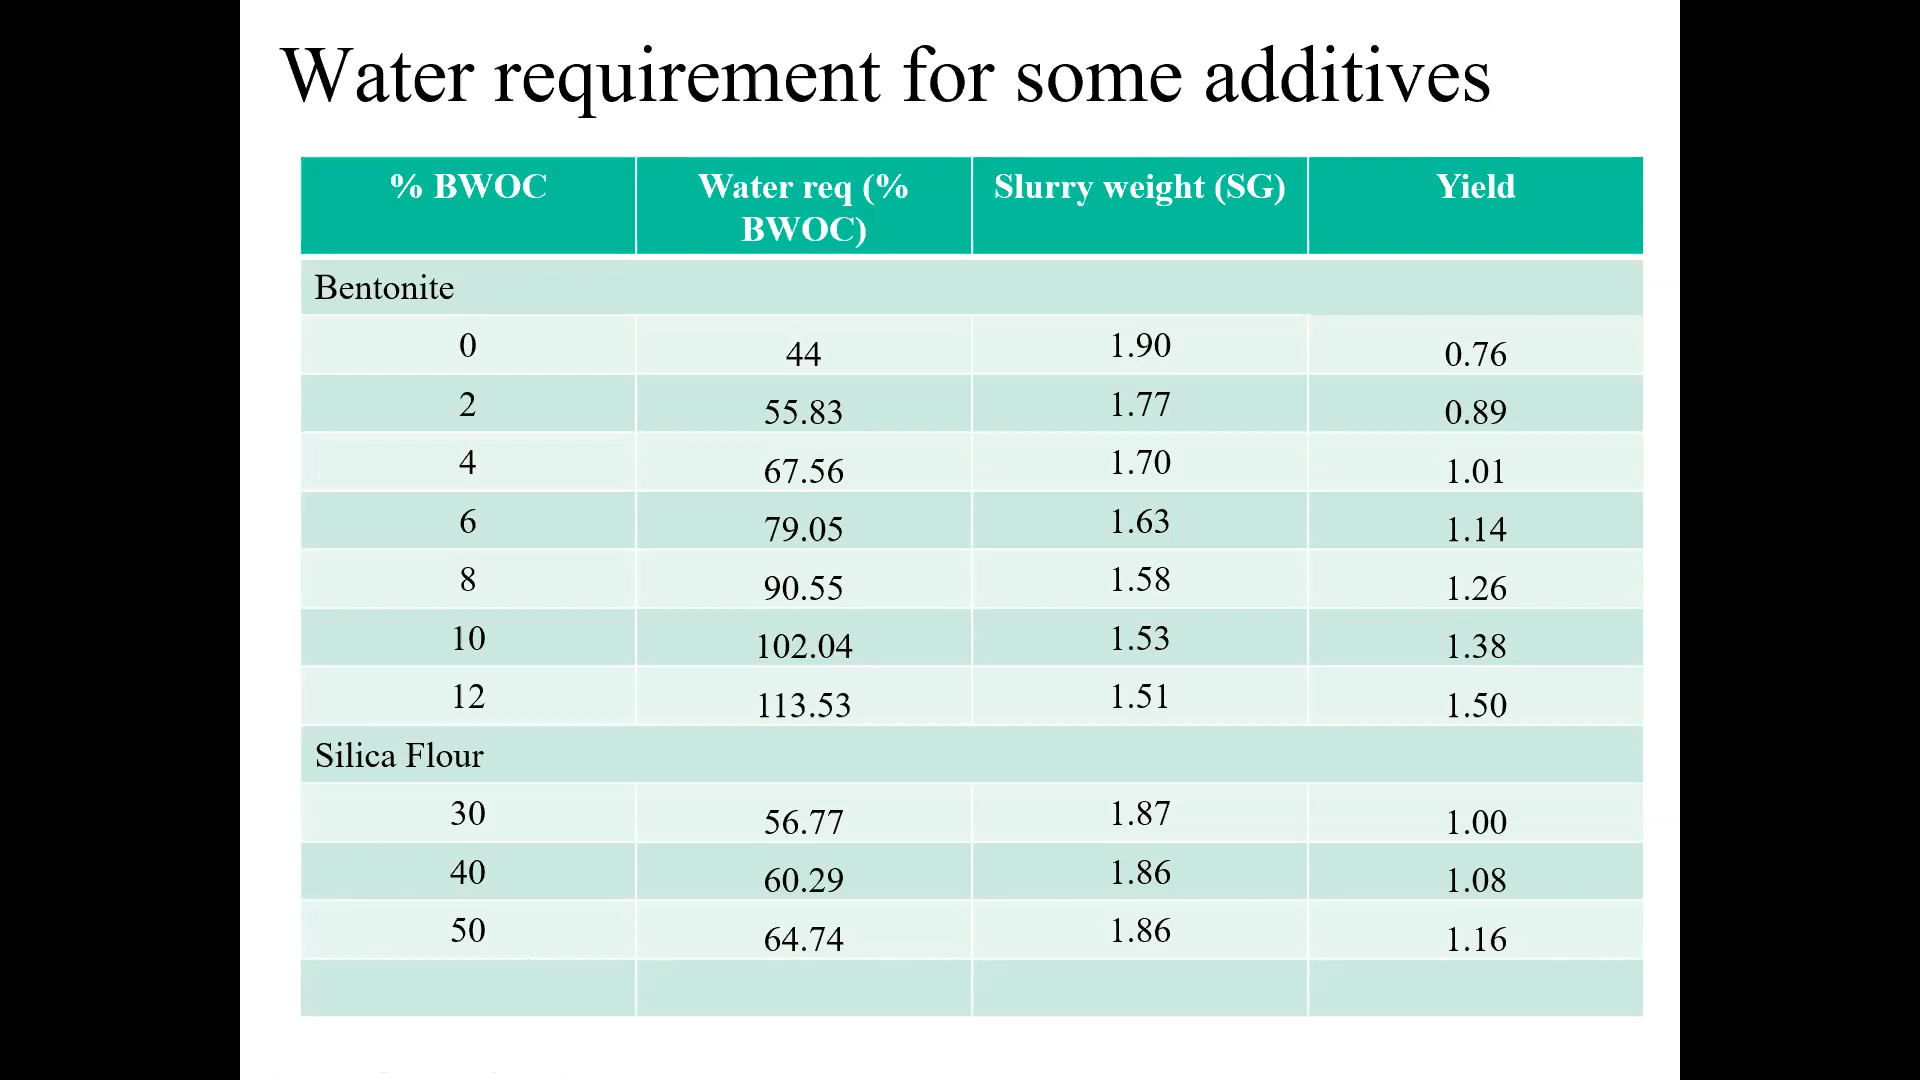 Water requirement for some additives
% BWOC Water req (% BWOC) Slurry weight (SG) Yield
Bentonite
0 44 1.90 0.76
2 55.83 1.77 0.89
4 67.56 1.70 1.01
6 79.05 1.63 1.14
8 90.55 1.58 1.26
10 102.04 1.53 1.38
12 113.53 1.51 1.50
Silica Flour
30 56.77 1.87 1.00
40 60.29 1.86 1.08
50 64.74 1.86 1.16